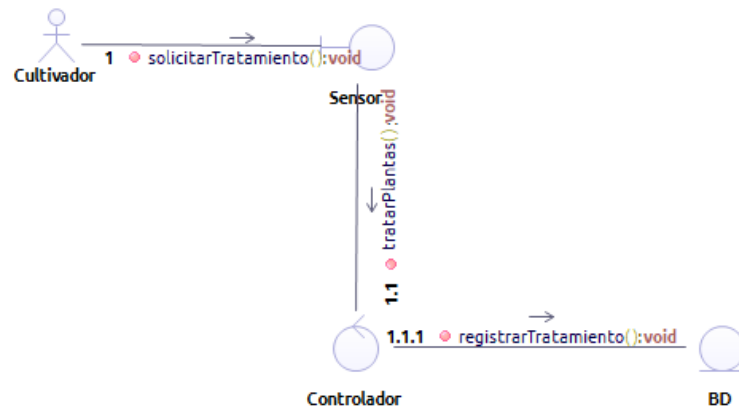 Cultivador
1 solicitarTratamiento():void
Sensor
1.1 tratarPlantas():void
1.1.1 registrarTratamiento():void
Controlador
BD